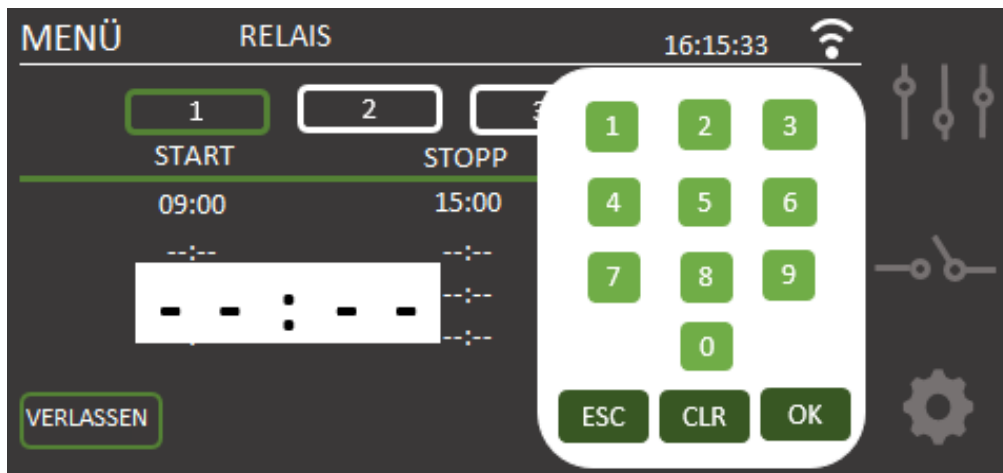 MENÜ RELAIS 16:15:33
1 2 3
START STOPP
09:00 15:00
--:-- --:--
--:--
--:--
- - : - -
VERLASSEN
1 2 3
4 5 6
7 8 9
0
ESC CLR OK